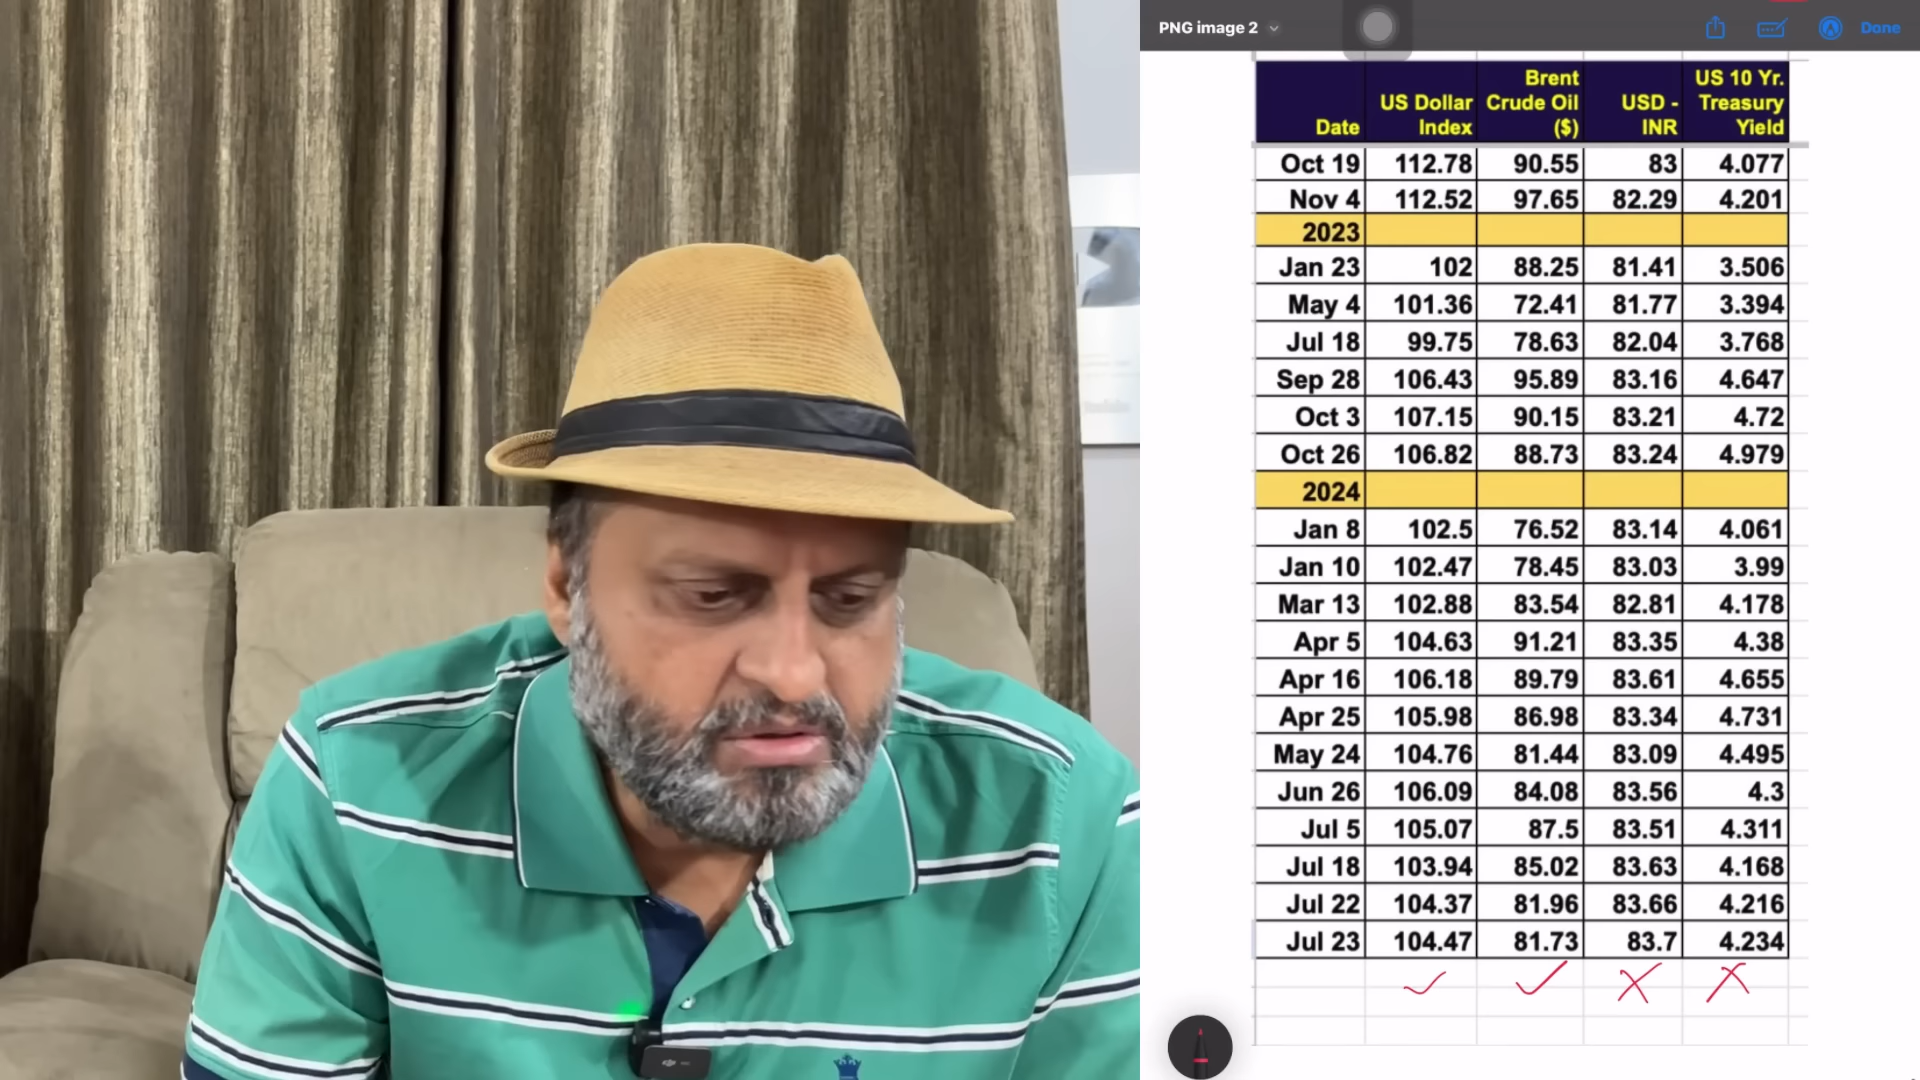 PNG image 2
Done
Date US Dollar Index Brent Crude Oil ($) USD - INR US 10 Yr. Treasury Yield
Oct 19 112.78 90.55 83 4.077
Nov 4 112.52 97.65 82.29 4.201
2023
Jan 23 102 88.25 81.41 3.506
May 4 101.36 72.41 81.77 3.394
Jul 18 99.75 78.63 82.04 3.768
Sep 28 106.43 95.89 83.16 4.647
Oct 3 107.15 90.15 83.21 4.72
Oct 26 106.82 88.73 83.24 4.979
2024
Jan 8 102.5 76.52 83.14 4.061
Jan 10 102.47 78.45 83.03 3.99
Mar 13 102.88 83.54 82.81 4.178
Apr 5 104.63 91.21 83.35 4.38
Apr 16 106.18 89.79 83.61 4.655
Apr 25 105.98 86.98 83.34 4.731
May 24 104.76 81.44 83.09 4.495
Jun 26 106.09 84.08 83.56 4.3
Jul 5 105.07 87.5 83.51 4.311
Jul 18 103.94 85.02 83.63 4.168
Jul 22 104.37 81.96 83.66 4.216
Jul 23 104.47 81.73 83.7 4.234